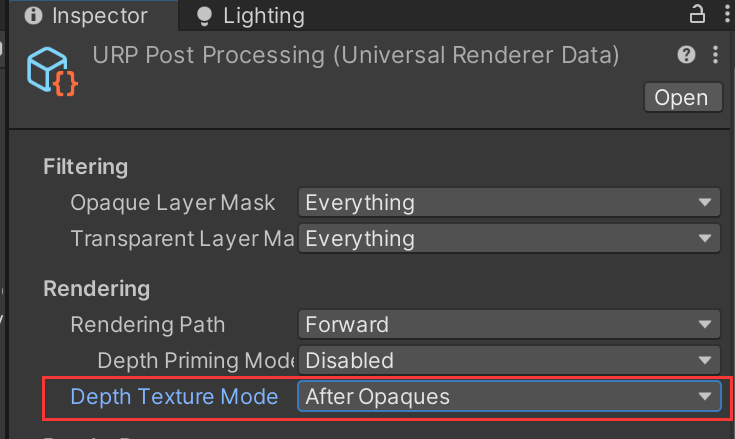 Inspector
Lighting
URP Post Processing (Universal Renderer Data)
Open
Filtering
Opaque Layer Mask Everything
Transparent Layer Ma Everything
Rendering
Rendering Path Forward
Depth Priming Mode Disabled
Depth Texture Mode After Opaques